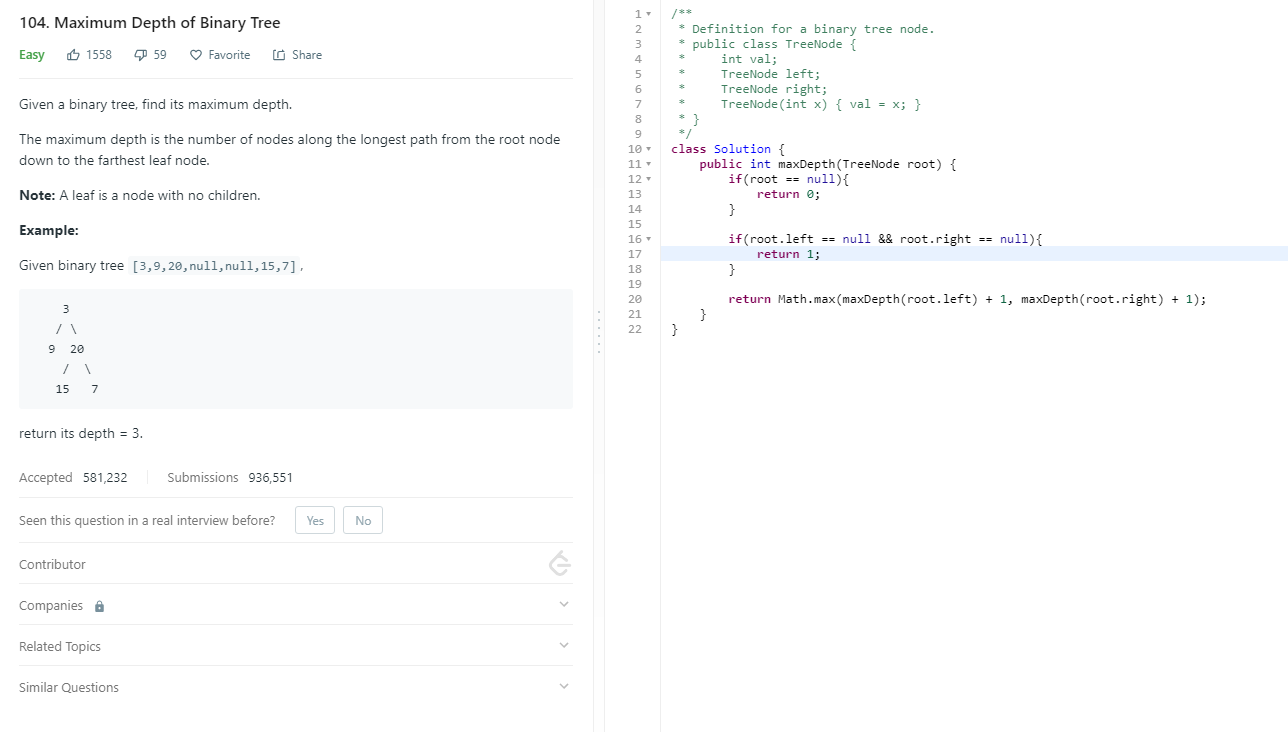 104. Maximum Depth of Binary Tree
Easy 1558 59 Favorite Share
Given a binary tree, find its maximum depth.
The maximum depth is the number of nodes along the longest path from the root node
down to the farthest leaf node.
Note: A leaf is a node with no children.
Example:
Given binary tree [3,9,20,null,null,15,7],
    3
   / \
  9  20
    /  \
   15   7
return its depth = 3.
Accepted 581,232 Submissions 936,551
Seen this question in a real interview before? Yes No
Contributor
Companies
Related Topics
Similar Questions
1 /**
2  * Definition for a binary tree node.
3  * public class TreeNode {
4  *     int val;
5  *     TreeNode left;
6  *     TreeNode right;
7  *     TreeNode(int x) { val = x; }
8  * }
9  */
10 class Solution {
11     public int maxDepth(TreeNode root) {
12         if(root == null){
13             return 0;
14         }
15
16         if(root.left == null && root.right == null){
17             return 1;
18         }
19
20         return Math.max(maxDepth(root.left) + 1, maxDepth(root.right) + 1);
21     }
22 }